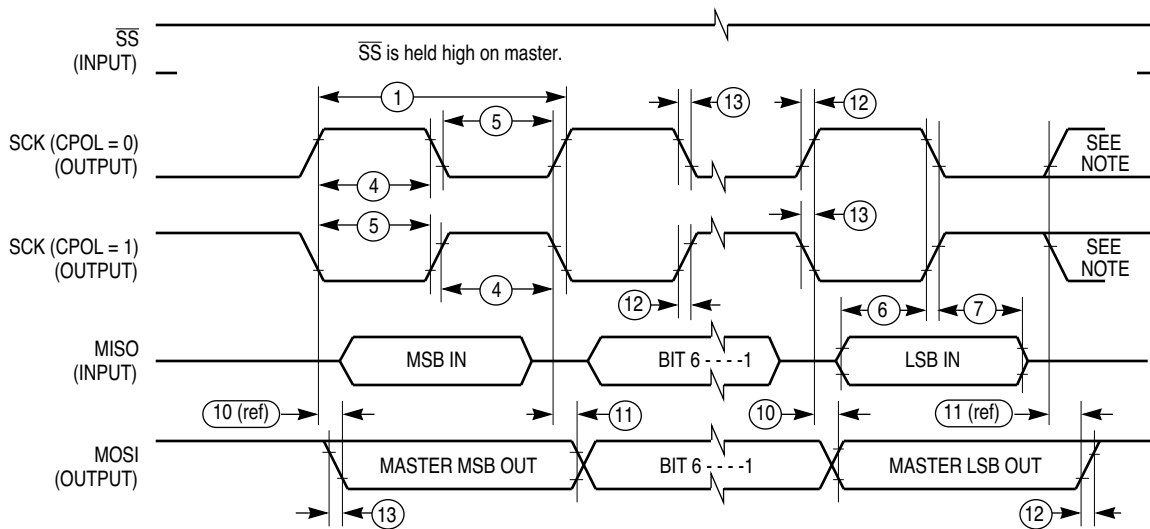 SS
(INPUT)
SS is held high on master.
1
5
13
12
SCK (CPOL = 0)
(OUTPUT)
SEE
NOTE
4
5
13
SCK (CPOL = 1)
(OUTPUT)
SEE
NOTE
4
12
6
7
MISO
(INPUT)
MSB IN
BIT 6 - - - -1
LSB IN
10 (ref)
11
10
11 (ref)
MOSI
(OUTPUT)
MASTER MSB OUT
BIT 6 - - - -1
MASTER LSB OUT
13
12